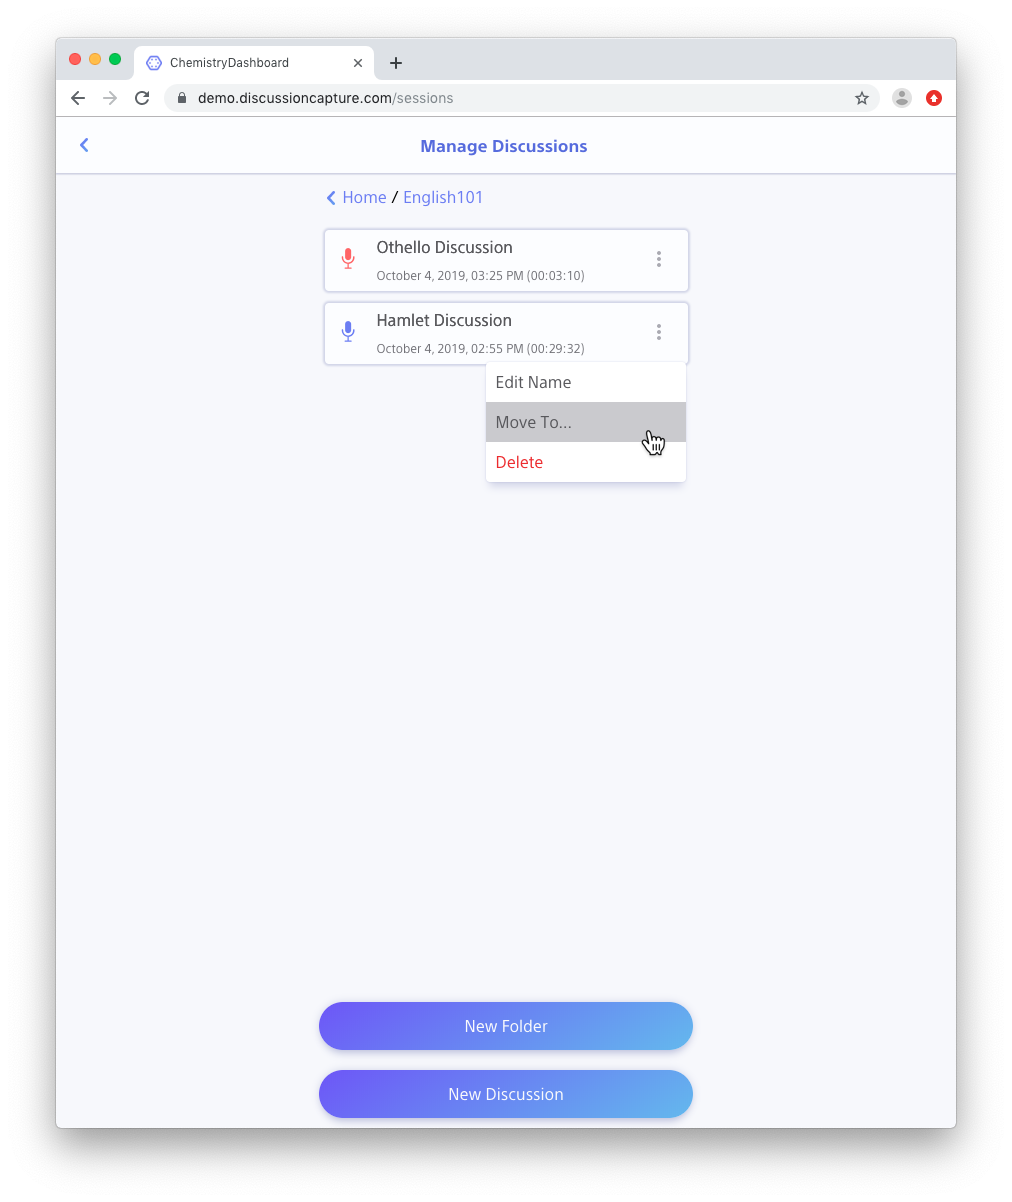 ChemistryDashboard
demo.discussioncapture.com/sessions
Manage Discussions
Home / English101
Othello Discussion
October 4, 2019, 03:25 PM (00:03:10)
Hamlet Discussion
October 4, 2019, 02:55 PM (00:29:32)
Edit Name
Move To...
Delete
New Folder
New Discussion